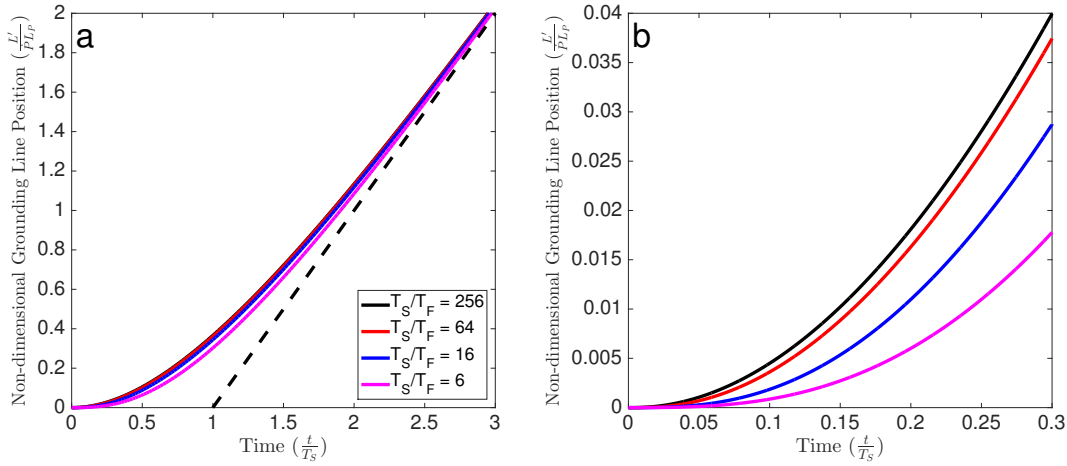 a
Non-dimensional Grounding Line Position (L'/P̄L_P)
2
1.8
1.6
1.4
1.2
1
0.8
0.6
0.4
0.2
0
0 0.5 1 1.5 2 2.5 3
Time (t/T_S)
T_S/T_F = 256
T_S/T_F = 64
T_S/T_F = 16
T_S/T_F = 6
b
Non-dimensional Grounding Line Position (L'/P̄L_P)
0.04
0.035
0.03
0.025
0.02
0.015
0.01
0.005
0
0 0.05 0.1 0.15 0.2 0.25 0.3
Time (t/T_S)